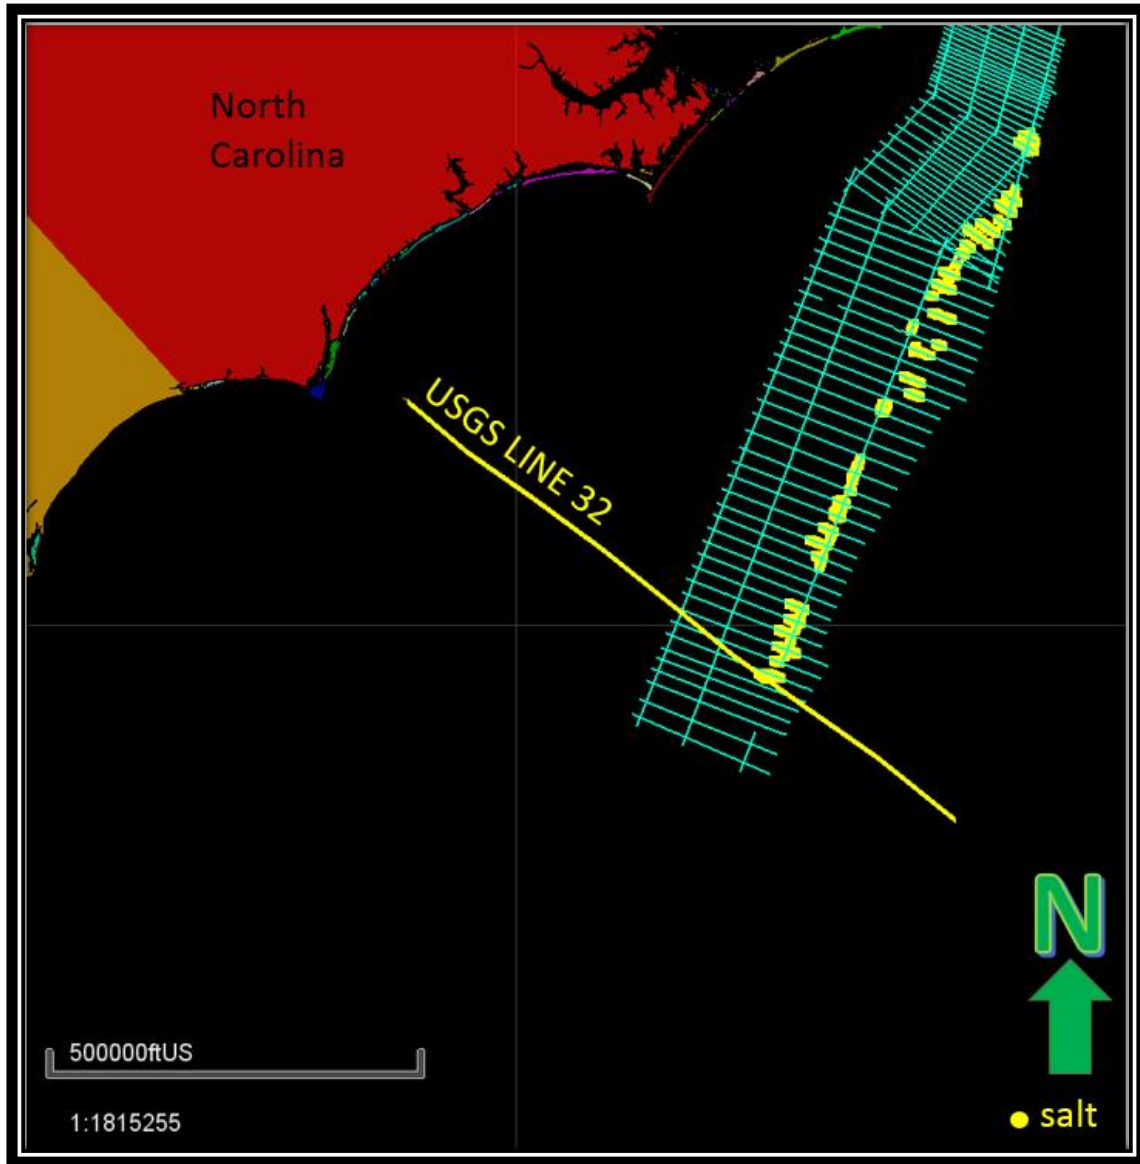 North
Carolina
USGS LINE 32
N
500000ftUS
1:1815255
salt